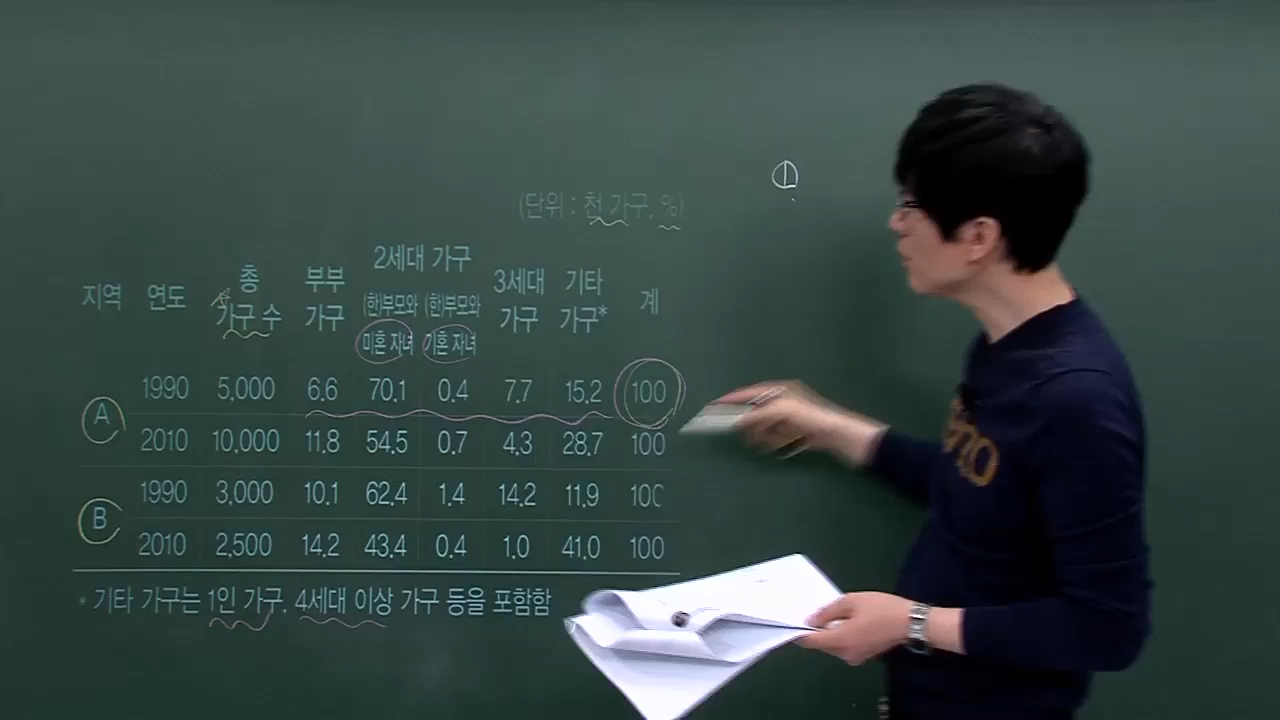 ①
(단위 : 천 가구, %)
지역 연도 총 가구 수 부부 가구 2세대 가구 (한)부모와 미혼 자녀 (한)부모와 기혼 자녀 3세대 가구 기타 가구* 계
A 1990 5,000 6.6 70.1 0.4 7.7 15.2 100
2010 10,000 11.8 54.5 0.7 4.3 28.7 100
B 1990 3,000 10.1 62.4 1.4 14.2 11.9 100
2010 2,500 14.2 43.4 0.4 1.0 41.0 100
* 기타 가구는 1인 가구, 4세대 이상 가구 등을 포함함